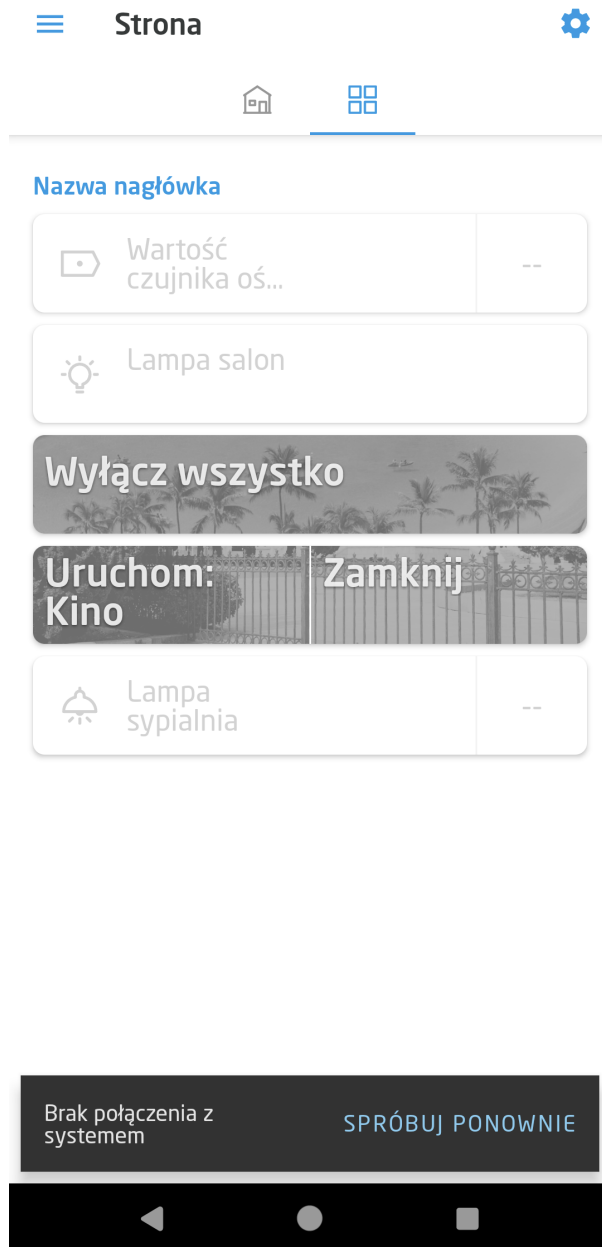 Strona
Nazwa nagłówka
Wartość
czujnika oś...
--
Lampa salon
Wyłącz wszystko
Uruchom:
Kino
Zamknij
Lampa
sypialnia
--
Brak połączenia z
systemem
SPRÓBUJ PONOWNIE